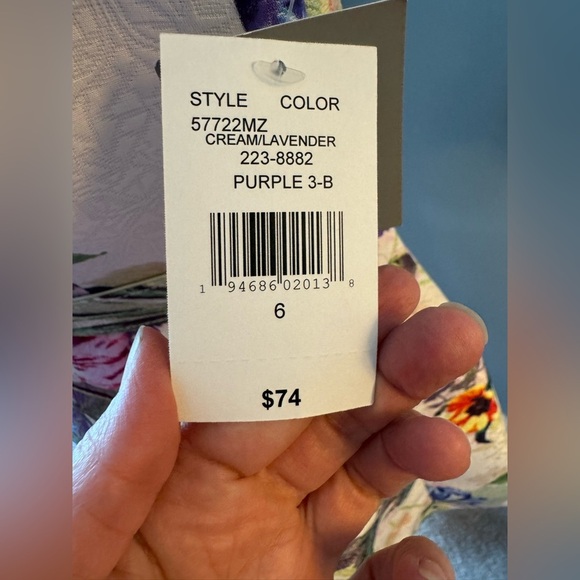 STYLE COLOR
57722MZ
CREAM/LAVENDER
223-8882
PURPLE 3-B
1 94686 02013 8
6
$74